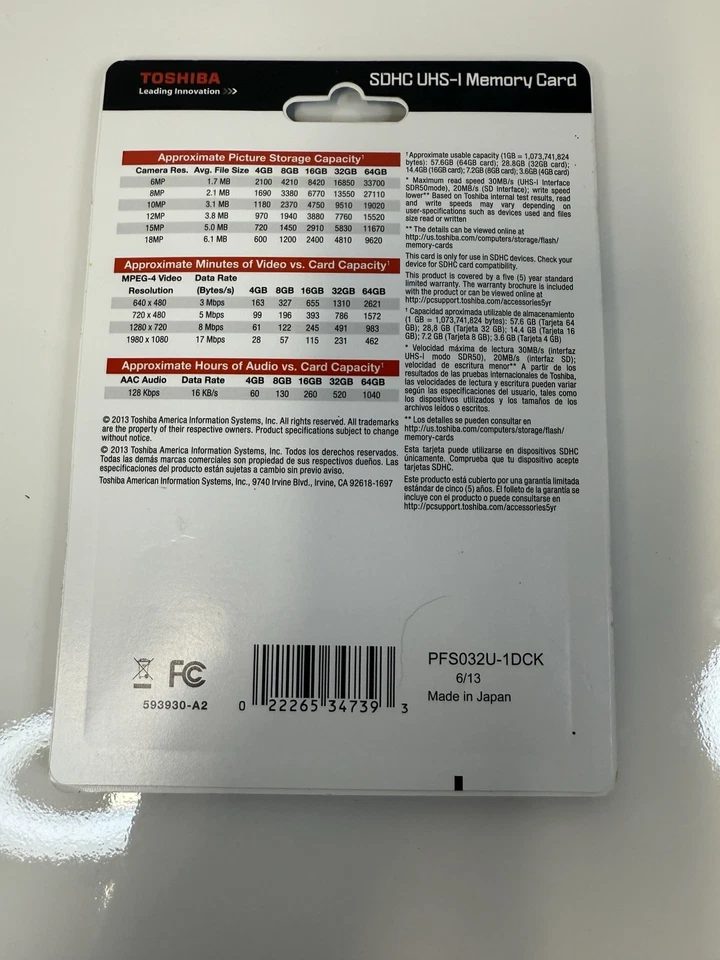 TOSHIBA
Leading Innovation >>>
SDHC UHS-I Memory Card
Approximate Picture Storage Capacity¹
Camera Res. Avg. File Size 4GB 8GB 16GB 32GB 64GB
6MP 1.7 MB 2100 4210 8420 16850 33700
8MP 2.1 MB 1690 3380 6770 13550 27110
10MP 3.1 MB 1180 2370 4750 9510 19020
12MP 3.8 MB 970 1940 3880 7760 15520
15MP 5.0 MB 720 1450 2910 5830 11670
18MP 6.1 MB 600 1200 2400 4810 9620
Approximate Minutes of Video vs. Card Capacity¹
MPEG-4 Video Data Rate
Resolution (Bytes/s) 4GB 8GB 16GB 32GB 64GB
640 x 480 3 Mbps 163 327 655 1310 2621
720 x 480 5 Mbps 99 196 393 786 1572
1280 x 720 8 Mbps 61 122 245 491 983
1980 x 1080 17 Mbps 28 57 115 231 462
Approximate Hours of Audio vs. Card Capacity¹
AAC Audio Data Rate 4GB 8GB 16GB 32GB 64GB
128 Kbps 16 KB/s 60 130 260 520 1040
© 2013 Toshiba America Information Systems, Inc. All rights reserved. All trademarks
are the property of their respective owners. Product specifications subject to change
without notice.
© 2013 Toshiba America Information Systems, Inc. Todos los derechos reservados.
Todas las demás marcas comerciales son propiedad de sus respectivos dueños. Las
especificaciones del producto están sujetas a cambio sin previo aviso.
Toshiba American Information Systems, Inc., 9740 Irvine Blvd., Irvine, CA 92618-1697
¹ Approximate usable capacity (1GB = 1,073,741,824
bytes): 57.6GB (64GB card); 28.8GB (32GB card);
14.4GB (16GB card); 7.2GB (8GB card); 3.6GB (4GB card)
* Maximum read speed 30MB/s (UHS-I Interface
SDR50mode), 20MB/s (SD Interface); write speed
lower** Based on Toshiba internal test results, read
and write speeds may vary depending on
user-specifications such as devices used and files
size read or written
** The details can be viewed online at
http://us.toshiba.com/computers/storage/flash/
memory-cards
This card is only for use in SDHC devices. Check your
device for SDHC card compatibility.
This product is covered by a five (5) year standard
limited warranty. The warranty brochure is included
with the product or can be viewed online at
http://pcsupport.toshiba.com/accessories5yr
¹ Capacidad aproximada utilizable de almacenamiento
(1 GB = 1,073,741,824 bytes): 57.6 GB (Tarjeta 64
GB); 28,8 GB (Tarjeta 32 GB); 14.4 GB (Tarjeta 16
GB); 7.2 GB (Tarjeta 8 GB); 3.6 GB (Tarjeta 4 GB)
* Velocidad máxima de lectura 30MB/s (interfaz
UHS-I modo SDR50), 20MB/s (interfaz SD);
velocidad de escritura menor** A partir de los
resultados de las pruebas internacionales de Toshiba,
las velocidades de lectura y escritura pueden variar
según las especificaciones del usuario, tales como
los dispositivos utilizados y los tamaños de los
archivos leídos o escritos.
** Los detalles se pueden consultar en
http://us.toshiba.com/computers/storage/flash/
memory-cards
Esta tarjeta puede utilizarse en dispositivos SDHC
únicamente. Comprueba que tu dispositivo acepte
tarjetas SDHC.
Este producto está cubierto por una garantía limitada
estándar de cinco (5) años. El folleto de la garantía se
incluye con el producto o puede consultarse en
http://pcsupport.toshiba.com/accessories5yr
FC
593930-A2
0 22265 34739 3
PFS032U-1DCK
6/13
Made in Japan